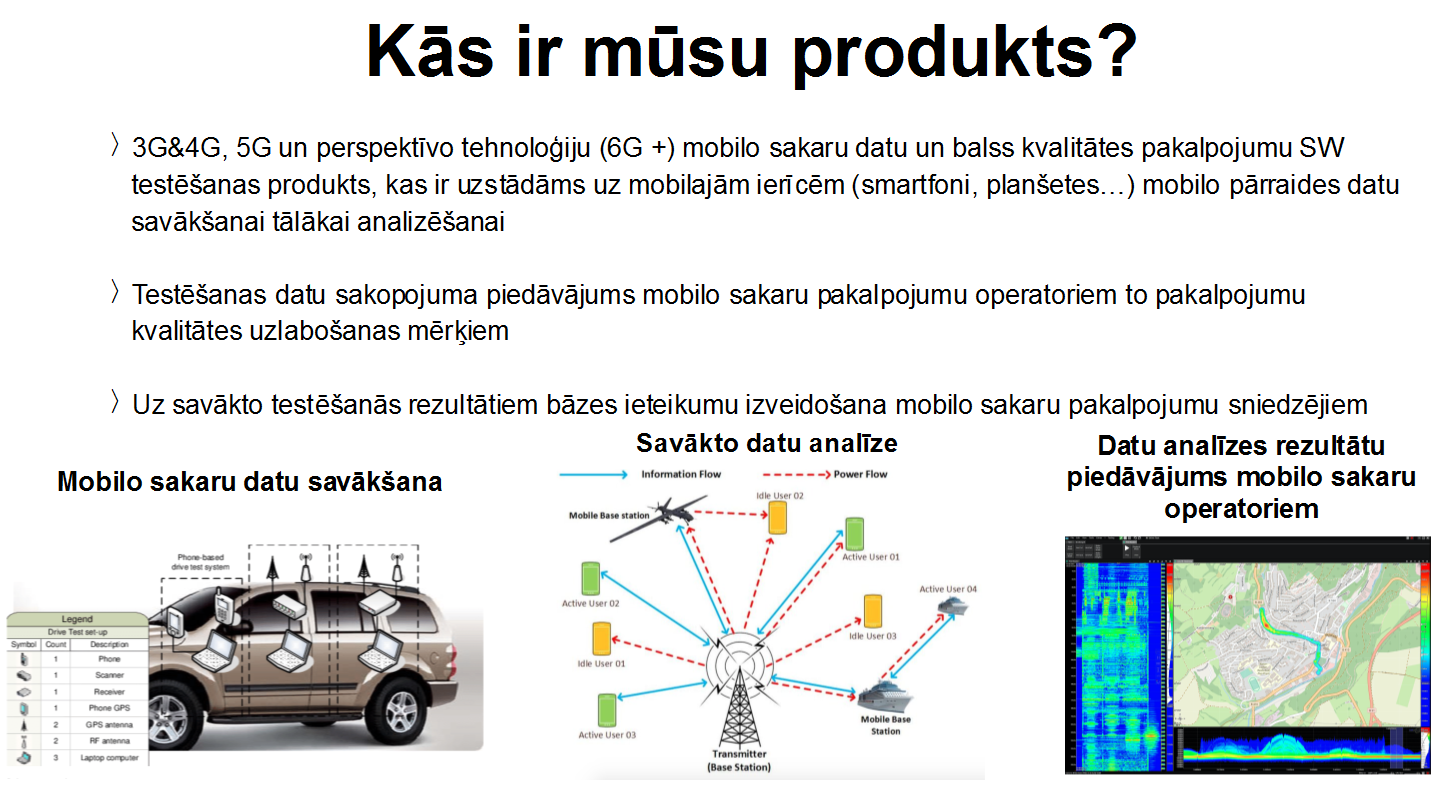 Kās ir mūsu produkts?
〉3G&4G, 5G un perspektīvo tehnoloģiju (6G +) mobilo sakaru datu un balss kvalitātes pakalpojumu SW
testēšanas produkts, kas ir uzstādāms uz mobilajām ierīcēm (smartfoni, planšetes…) mobilo pārraides datu
savākšanai tālākai analizēšanai
〉Testēšanas datu sakopojuma piedāvājums mobilo sakaru pakalpojumu operatoriem to pakalpojumu
kvalitātes uzlabošanas mērķiem
〉Uz savākto testēšanās rezultātiem bāzes ieteikumu izveidošana mobilo sakaru pakalpojumu sniedzējiem
Mobilo sakaru datu savākšana
Phone-based
drive test system
Legend
Drive Test set-up
Symbol Count Description
1 Phone
1 Scanner
1 Receiver
1 Phone GPS
2 GPS antenna
2 RF antenna
3 Laptop computer
Savākto datu analīze
Information Flow
Power Flow
Idle User 02
Mobile Base station
Active User 01
Active User 02
Active User 04
Idle User 03
Idle User 01
Active User 03
Mobile Base
Station
Transmitter
(Base Station)
Datu analīzes rezultātu
piedāvājums mobilo sakaru
operatoriem